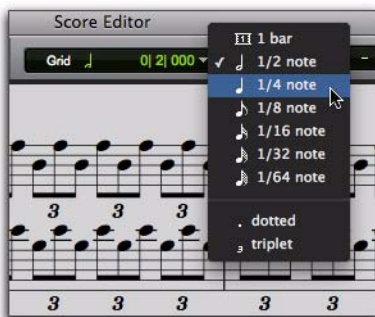 Score Editor
Grid 0| 2| 000
1 bar
✓ 1/2 note
1/4 note
1/8 note
1/16 note
1/32 note
1/64 note
. dotted
3 triplet
3 3 3
3 3 3 3 3